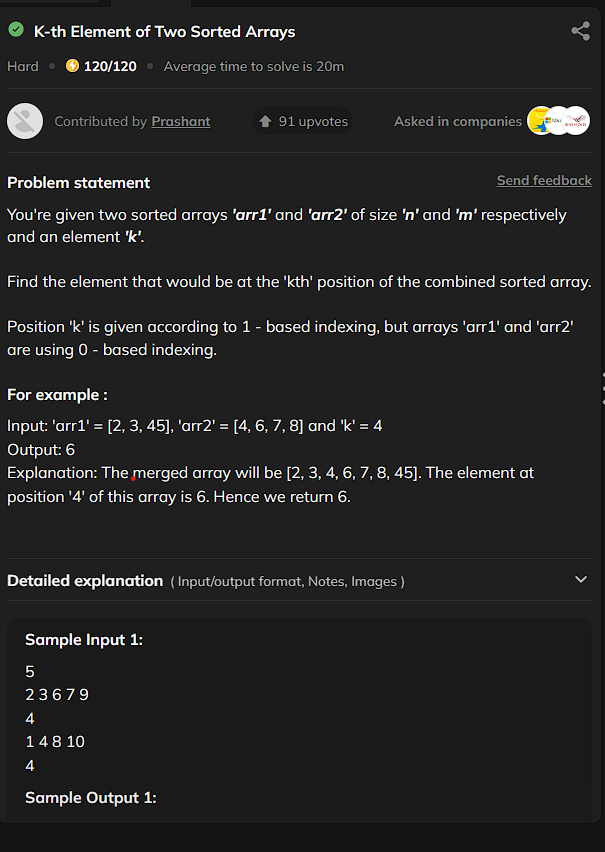 K-th Element of Two Sorted Arrays
Hard • 120/120 • Average time to solve is 20m
Contributed by Prashant 91 upvotes Asked in companies
Problem statement Send feedback
You're given two sorted arrays 'arr1' and 'arr2' of size 'n' and 'm' respectively
and an element 'k'.
Find the element that would be at the 'kth' position of the combined sorted array.
Position 'k' is given according to 1 - based indexing, but arrays 'arr1' and 'arr2'
are using 0 - based indexing.
For example :
Input: 'arr1' = [2, 3, 45], 'arr2' = [4, 6, 7, 8] and 'k' = 4
Output: 6
Explanation: The merged array will be [2, 3, 4, 6, 7, 8, 45]. The element at
position '4' of this array is 6. Hence we return 6.
Detailed explanation ( Input/output format, Notes, Images )
Sample Input 1:
5
2 3 6 7 9
4
1 4 8 10
4
Sample Output 1: